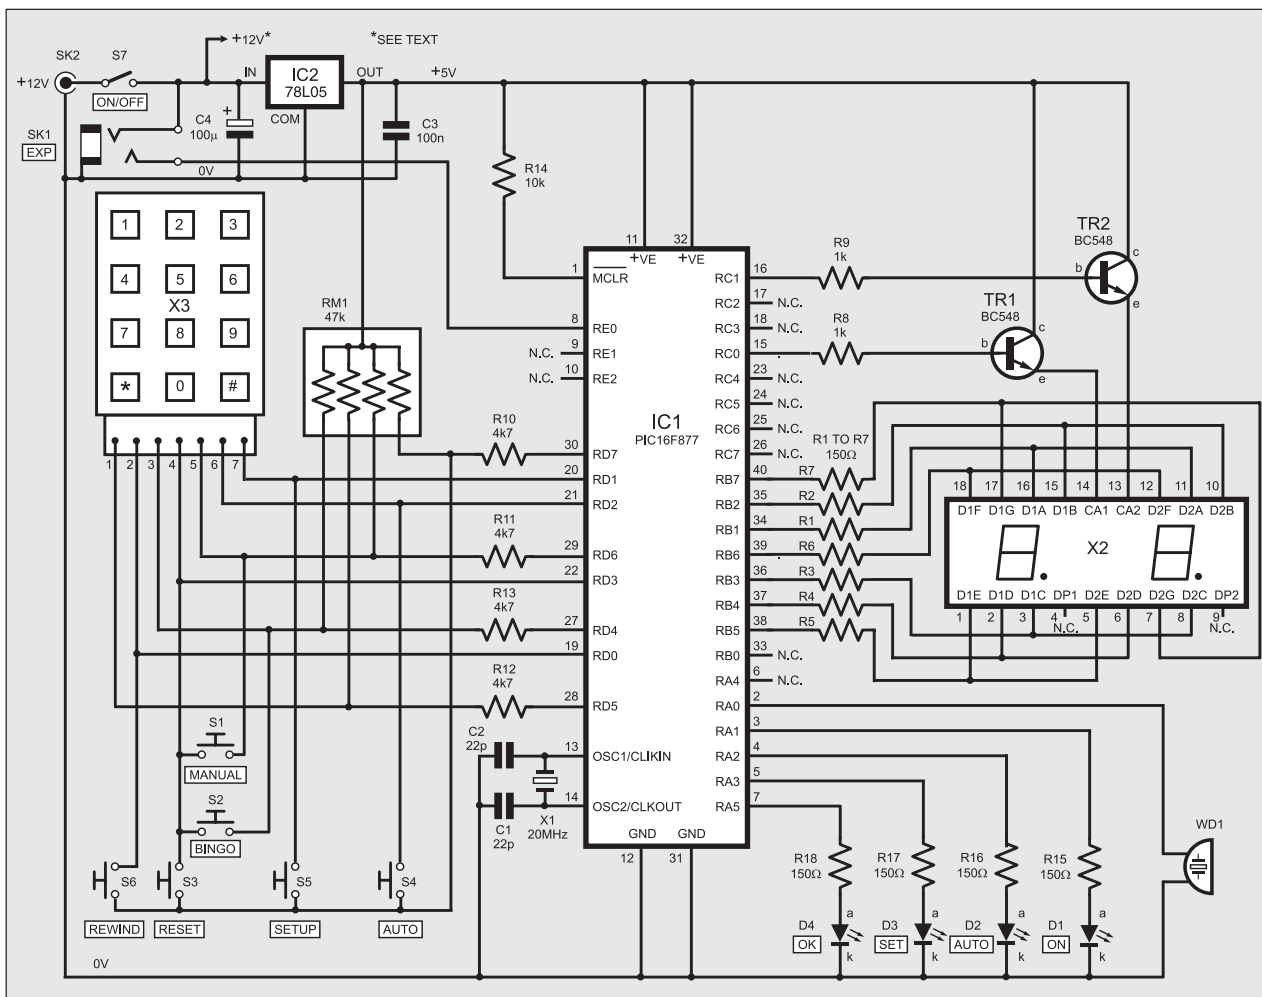 +12V* *SEE TEXT
SK2 S7
IN IC2 OUT +5V
+12V 78L05
ON/OFF COM
C4 + C3
100µ 100n
SK1
EXP
0V
R14
10k
1 2 3
4 5 6
X3
7 8 9
* 0 #
1 2 3 4 5 6 7
RM1
47k
TR2
BC548
c b e
TR1
BC548
c b e
R9
1k
R8
1k
IC1
PIC16F877
11 32
+VE +VE
1 MCLR
8 RE0
N.C. 9 RE1
N.C. 10 RE2
R10
4k7
30 RD7
20 RD1
21 RD2
R11
4k7
29 RD6
22 RD3
R13
4k7
27 RD4
19 RD0
R12
4k7
28 RD5
C2
22p
13 OSC1/CLIKIN
14 OSC2/CLKOUT
C1
22p
X1
20MHz
GND GND
12 31
RC1 16
RC2 17 N.C.
RC3 18 N.C.
RC0 15
RC4 23 N.C.
RC5 24 N.C.
RC6 25 N.C.
RC7 26 N.C.
R1 TO R7
150Ω
RB7 40 R7
RB2 35 R2
RB1 34 R1
RB6 39 R6
RB3 36 R3
RB4 37 R4
RB5 38 R5
RB0 33 N.C.
RA4 6 N.C.
RA0 2
RA1 3
RA2 4
RA3 5
RA5 7
18 17 16 15 14 13 12 11 10
D1F D1G D1A D1B CA1 CA2 D2F D2A D2B
X2
D1E D1D D1C DP1 D2E D2D D2G D2C DP2
1 2 3 4 5 6 7 8 9
N.C. N.C.
S1
MANUAL
S2
BINGO
S6 S3 S5 S4
REWIND RESET SETUP AUTO
0V
R18 R17 R16 R15
150Ω 150Ω 150Ω 150Ω
WD1
a a a a
D4 D3 D2 D1
OK SET AUTO ON
k k k k